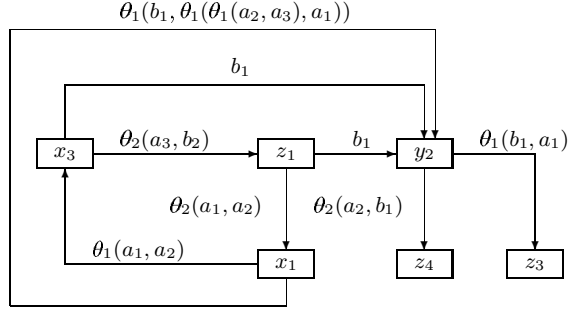 θ₁(b₁, θ₁(θ₁(a₂, a₃), a₁))
b₁
x₃ θ₂(a₃, b₂) z₁ b₁ y₂ θ₁(b₁, a₁)
θ₂(a₁, a₂) θ₂(a₂, b₁)
θ₁(a₁, a₂)
x₁ z₄ z₃